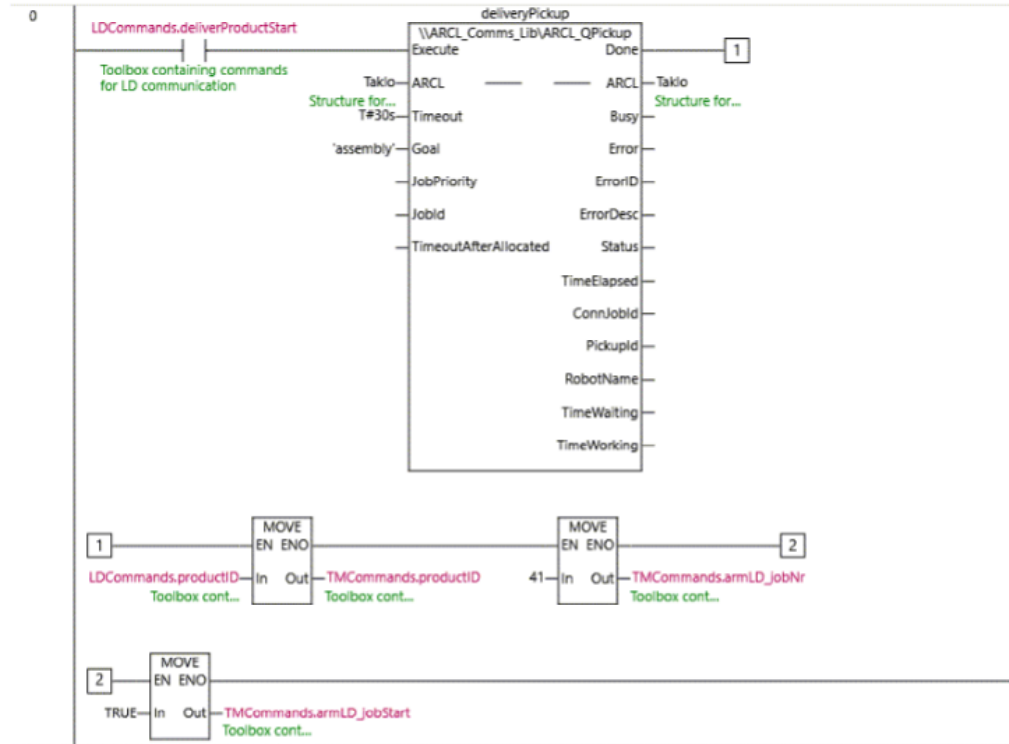 0
deliveryPickup
LDCommands.deliverProductStart
\\ARCL_Comms_Lib\ARCL_QPickup
Execute Done 1
Toolbox containing commands
for LD communication
Takio ARCL ARCL Takio
Structure for... Structure for...
T#30s Timeout Busy
'assembly' Goal Error
JobPriority ErrorID
JobId ErrorDesc
TimeoutAfterAllocated Status
TimeElapsed
ConnJobId
PickupId
RobotName
TimeWaiting
TimeWorking
MOVE MOVE
1 EN ENO EN ENO 2
LDCommands.productID In Out TMCommands.productID 41 In Out TMCommands.armLD_jobNr
Toolbox cont... Toolbox cont... Toolbox cont...
MOVE
2 EN ENO
TRUE In Out TMCommands.armLD_jobStart
Toolbox cont...